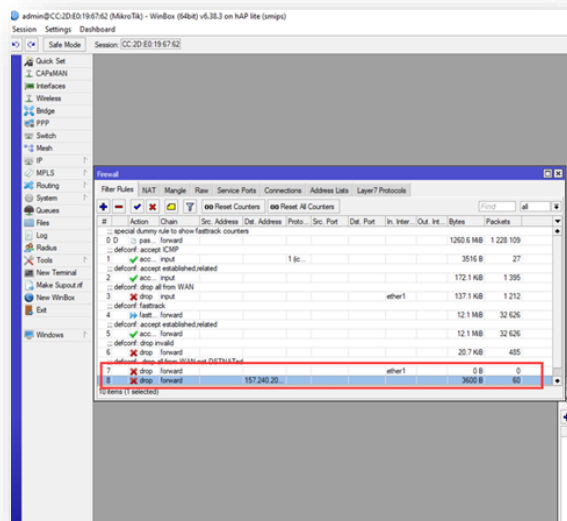 admin@CC:2D:E0:19:67:62 (MikroTik) - WinBox (64bit) v6.38.3 on hAP lite (smips)
Session Settings Dashboard
Safe Mode Session: CC:2D:E0:19:67:62
Quick Set
CAPsMAN
Interfaces
Wireless
Bridge
PPP
Switch
Mesh
IP
MPLS
Routing
System
Queues
Files
Log
Radius
Tools
New Terminal
Make Supout.rif
New WinBox
Exit
Windows
Firewall
Filter Rules NAT Mangle Raw Service Ports Connections Address Lists Layer7 Protocols
Reset Counters Reset All Counters Find all
# Action Chain Src. Address Dst. Address Proto... Src. Port Dst. Port In. Inter... Out. Int... Bytes Packets
;;; special dummy rule to show fasttrack counters
0 D pas... forward 1260.6 MiB 1 228 109
;;; defconf: accept ICMP
1 acc... input 1 (ic... 3516 B 27
;;; defconf: accept established,related
2 acc... input 172.1 KiB 1 395
;;; defconf: drop all from WAN
3 drop input ether1 137.1 KiB 1 212
;;; defconf: fasttrack
4 fastt... forward 12.1 MiB 32 626
;;; defconf: accept established,related
5 acc... forward 12.1 MiB 32 626
;;; defconf: drop invalid
6 drop forward 20.7 KiB 485
;;; defconf: drop all from WAN not DSTNATed
7 drop forward ether1 0 B 0
8 drop forward 157.240.20... 3600 B 60
10 items (1 selected)